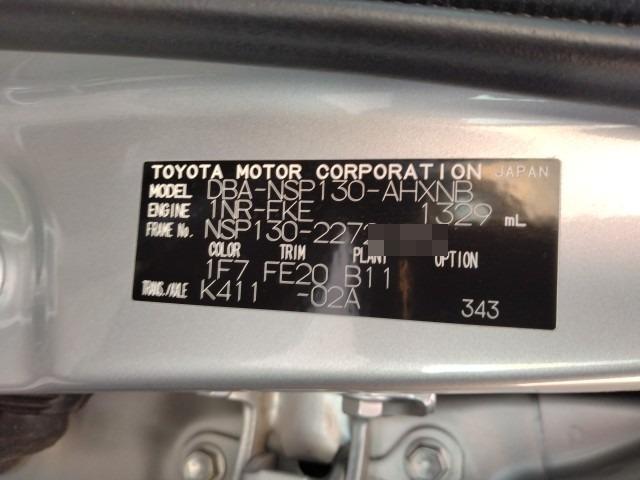 TOYOTA MOTOR CORPORATION JAPAN
MODEL DBA-NSP130-AHXNB
ENGINE 1NR-FKE 1329 mL
FRAME No. NSP130-2272
COLOR TRIM PLANT OPTION
1F7 FE20 B11
TRANS./AXLE K411 -02A 343